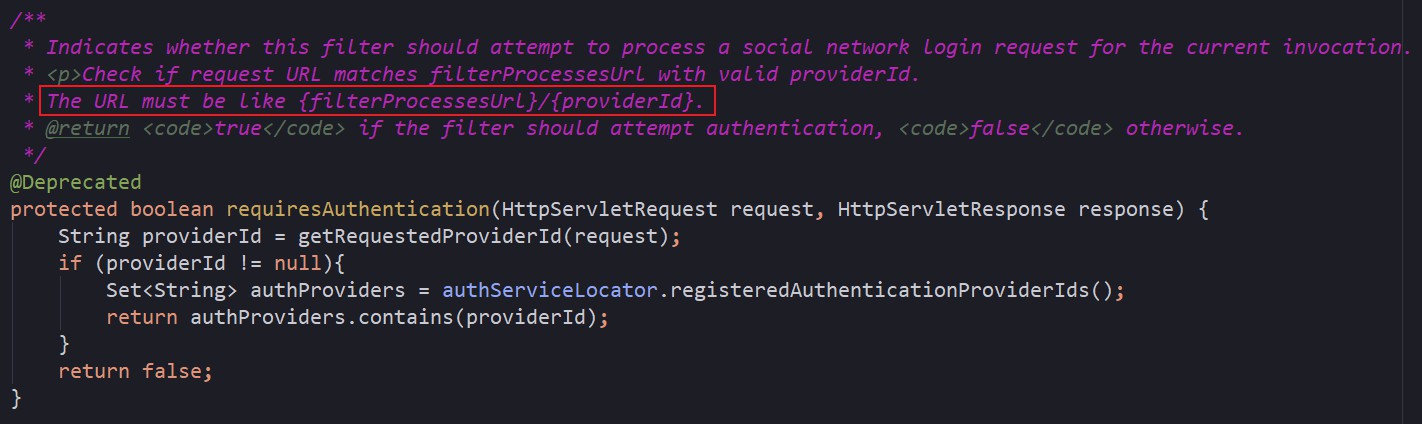 /**
* Indicates whether this filter should attempt to process a social network login request for the current invocation.
* <p>Check if request URL matches filterProcessesUrl with valid providerId.
* The URL must be like {filterProcessesUrl}/{providerId}.
* @return <code>true</code> if the filter should attempt authentication, <code>false</code> otherwise.
*/
@Deprecated
protected boolean requiresAuthentication(HttpServletRequest request, HttpServletResponse response) {
String providerId = getRequestedProviderId(request);
if (providerId != null){
Set<String> authProviders = authServiceLocator.registeredAuthenticationProviderIds();
return authProviders.contains(providerId);
}
return false;
}